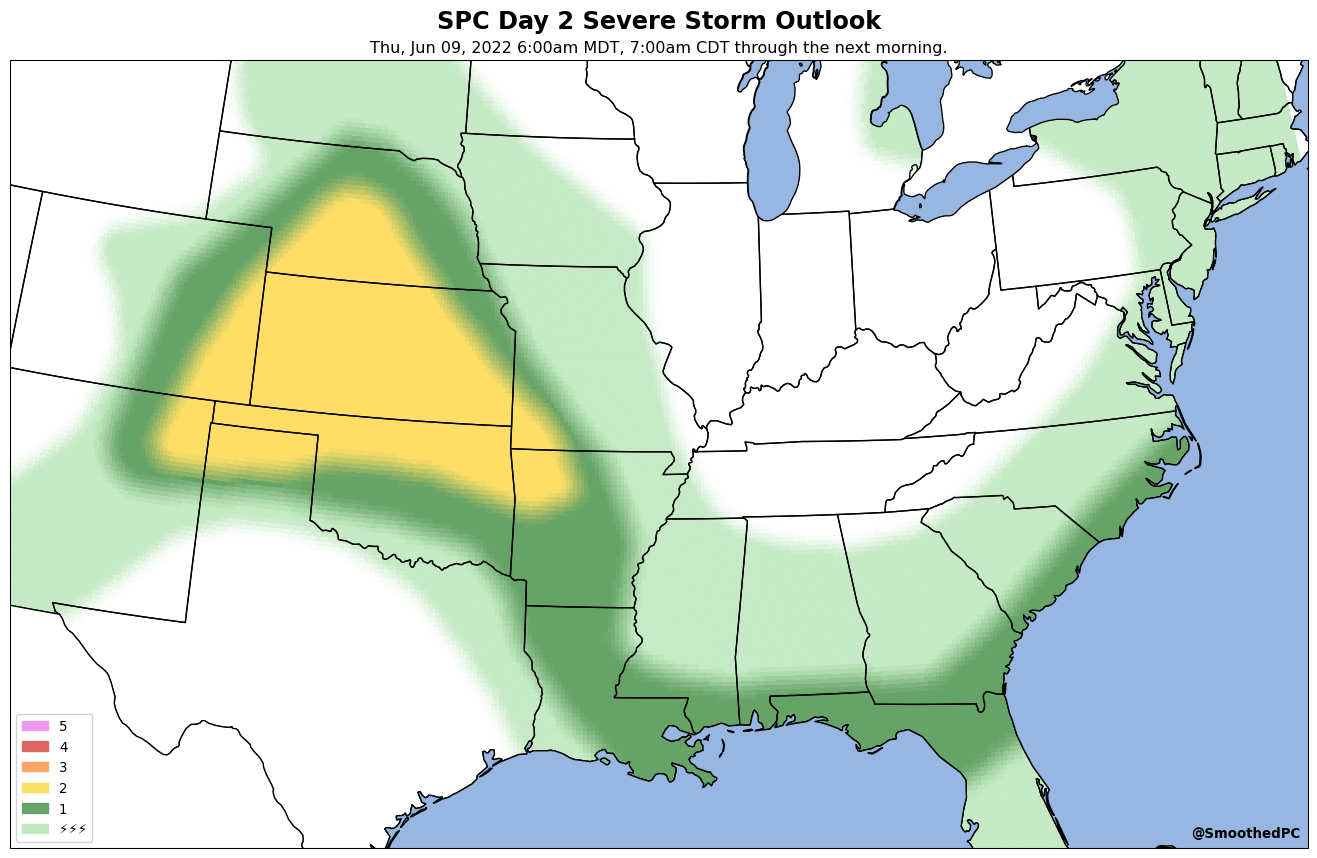 SPC Day 2 Severe Storm Outlook
Thu, Jun 09, 2022 6:00am MDT, 7:00am CDT through the next morning.
5
4
3
2
1
⚡⚡⚡
@SmoothedPC